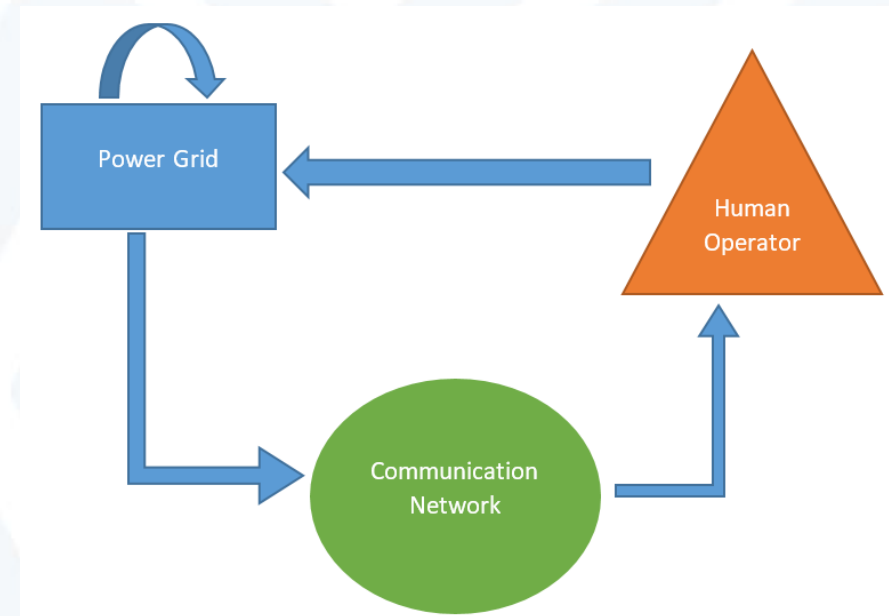 Power Grid
Human
Operator
Communication
Network